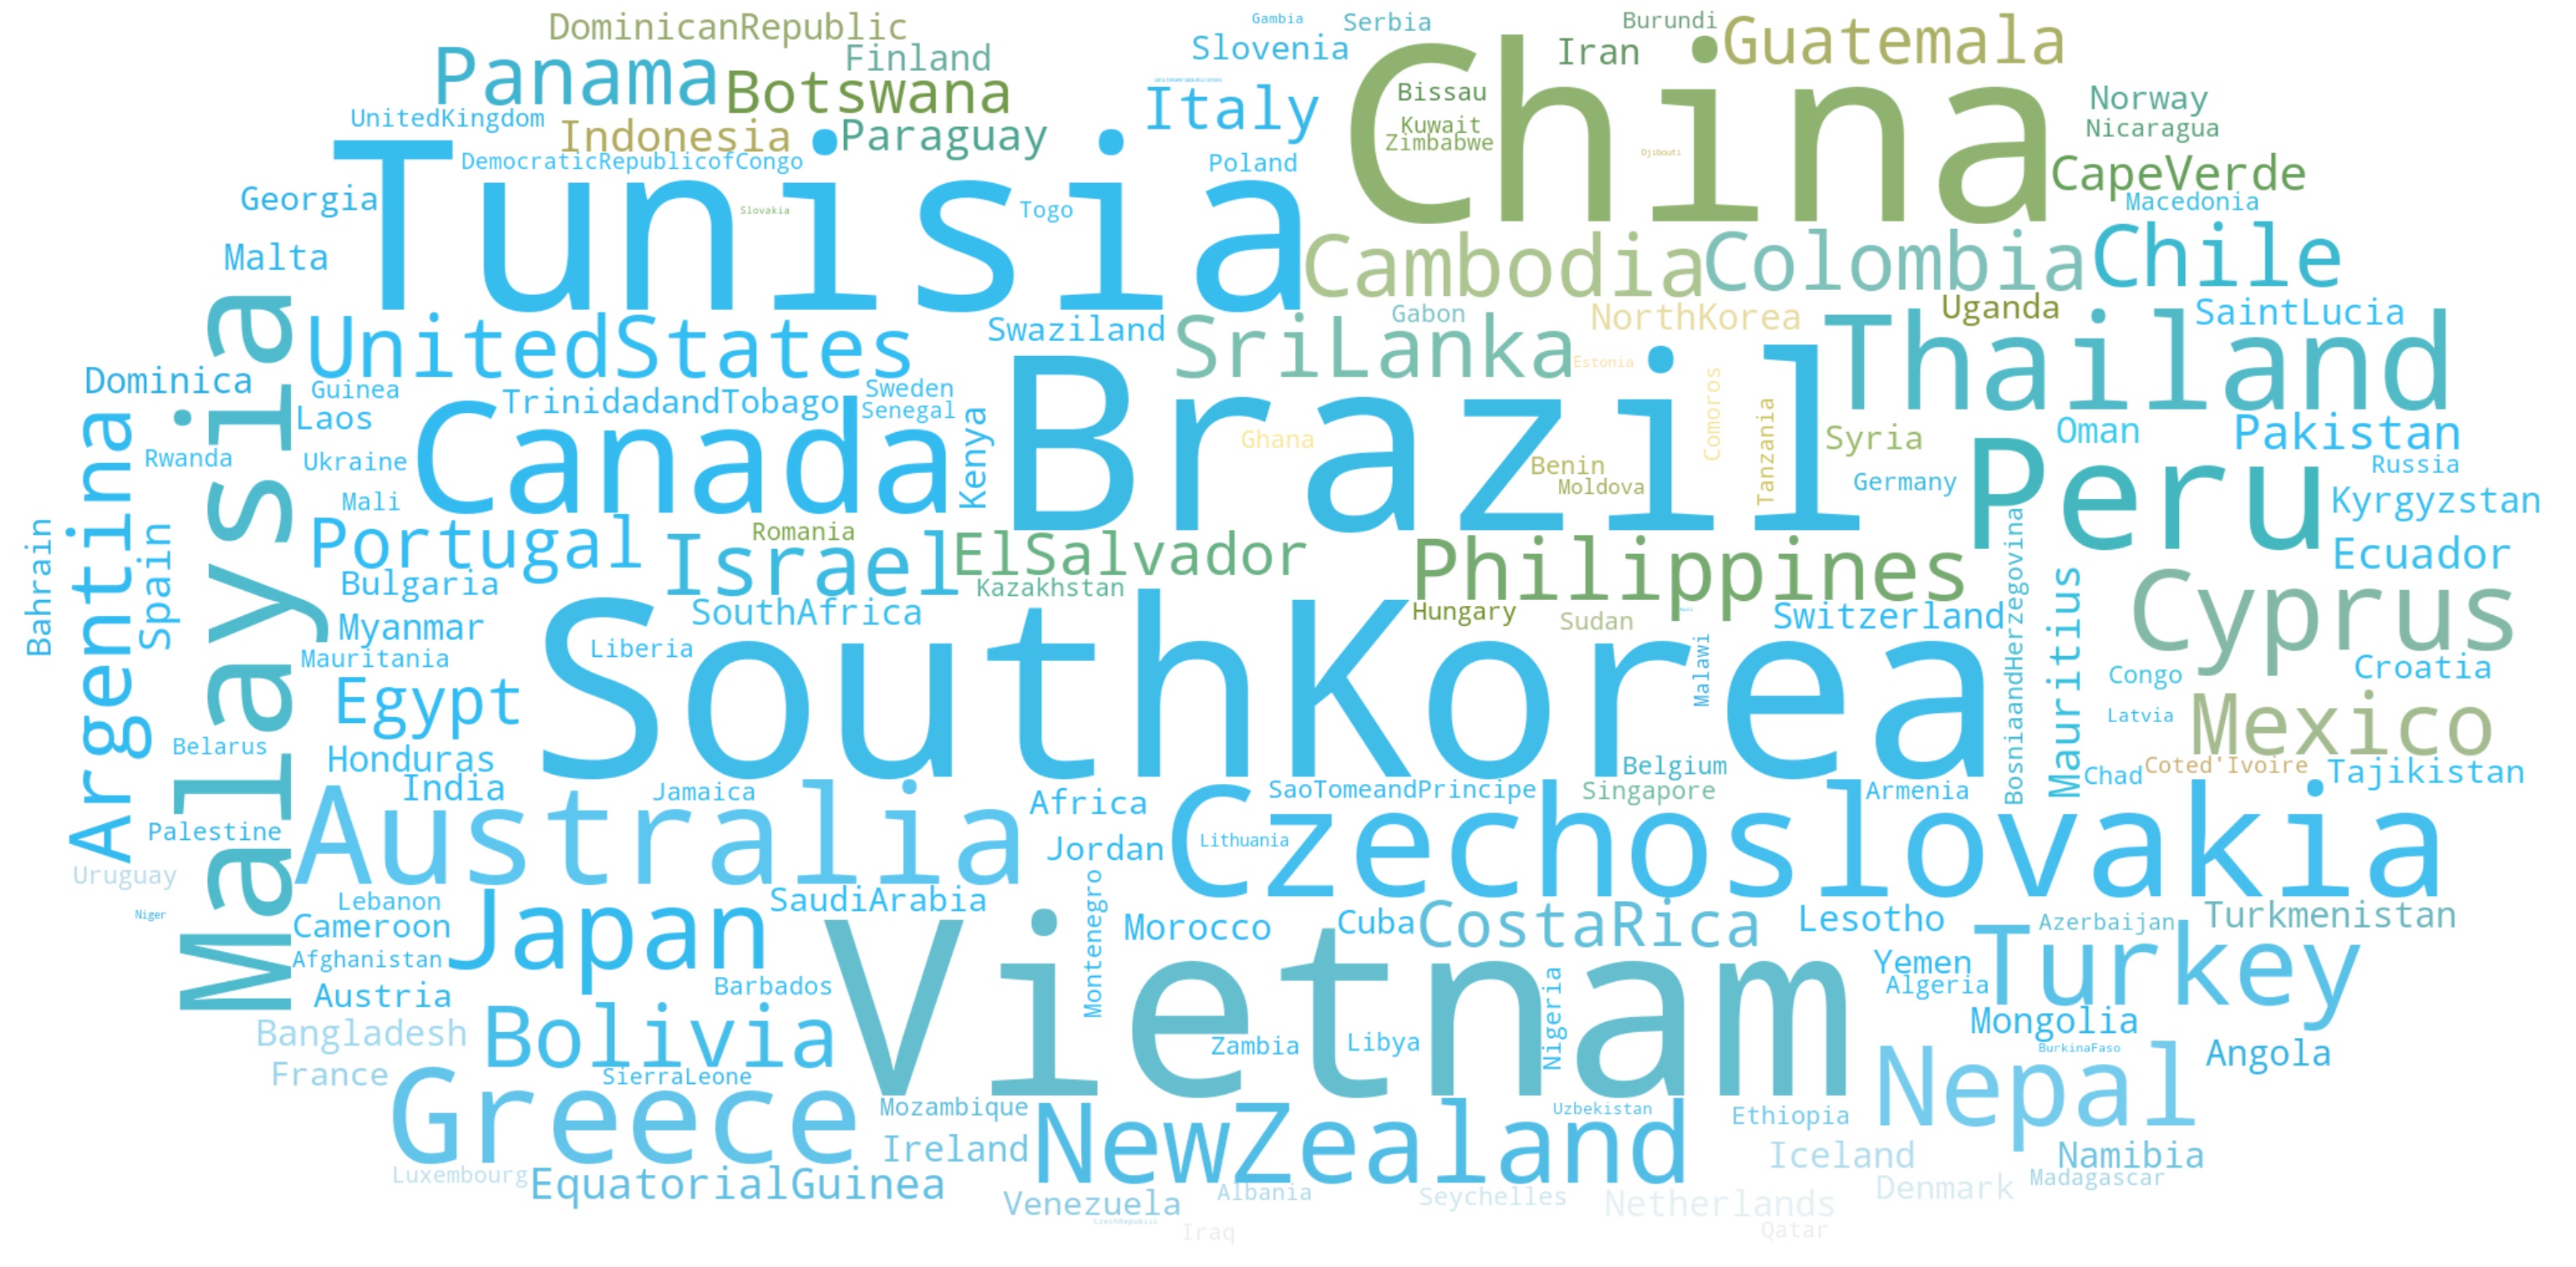 DominicanRepublic
Gambia
Serbia
Burundi
Guatemala
Panama
Finland
Slovenia
Iran
Botswana
Italy
China
Bissau
Norway
UnitedKingdom
Indonesia
Paraguay
Kuwait
Nicaragua
Zimbabwe
Tunisia
DemocraticRepublicofCongo
Poland
Djibouti
CapeVerde
Georgia
Slovakia
Togo
Macedonia
Malta
Cambodia
Colombia
Chile
Malaysia
UnitedStates
Swaziland
SriLanka
Gabon
NorthKorea
Uganda
SaintLucia
Thailand
Estonia
Dominica
Guinea
TrinidadandTobago
Sweden
Brazil
Comoros
Argentina
Laos
Canada
Senegal
Kenya
Ghana
Tanzania
Syria
Oman
Pakistan
Rwanda
Ukraine
Benin
Moldova
Germany
Peru
Russia
Mali
Kyrgyzstan
Bahrain
Spain
Portugal
Romania
Israel
ElSalvador
Philippines
BosniaandHerzegovina
Ecuador
Bulgaria
Kazakhstan
Mauritius
Cyprus
Myanmar
SouthAfrica
Hungary
Sudan
Switzerland
Mauritania
Liberia
SouthKorea
Malawi
Croatia
Egypt
Congo
Latvia
Mexico
Belarus
Honduras
Belgium
Chad
Coted'Ivoire
Tajikistan
India
Jamaica
Africa
SaoTomeandPrincipe
Singapore
Armenia
Australia
Palestine
Jordan
Lithuania
Czechoslovakia
Uruguay
Lebanon
SaudiArabia
Montenegro
Niger
Cameroon
Japan
Morocco
Cuba
CostaRica
Lesotho
Azerbaijan
Turkmenistan
Afghanistan
Vietnam
Yemen
Turkey
Austria
Barbados
Nigeria
Algeria
Bangladesh
Bolivia
Zambia
Libya
Mongolia
BurkinaFaso
Angola
France
SierraLeone
Nepal
Greece
Mozambique
NewZealand
Uzbekistan
Ethiopia
Ireland
Iceland
Namibia
Luxembourg
EquatorialGuinea
Venezuela
Albania
Seychelles
Netherlands
Denmark
Madagascar
CzechRepublic
Iraq
Qatar